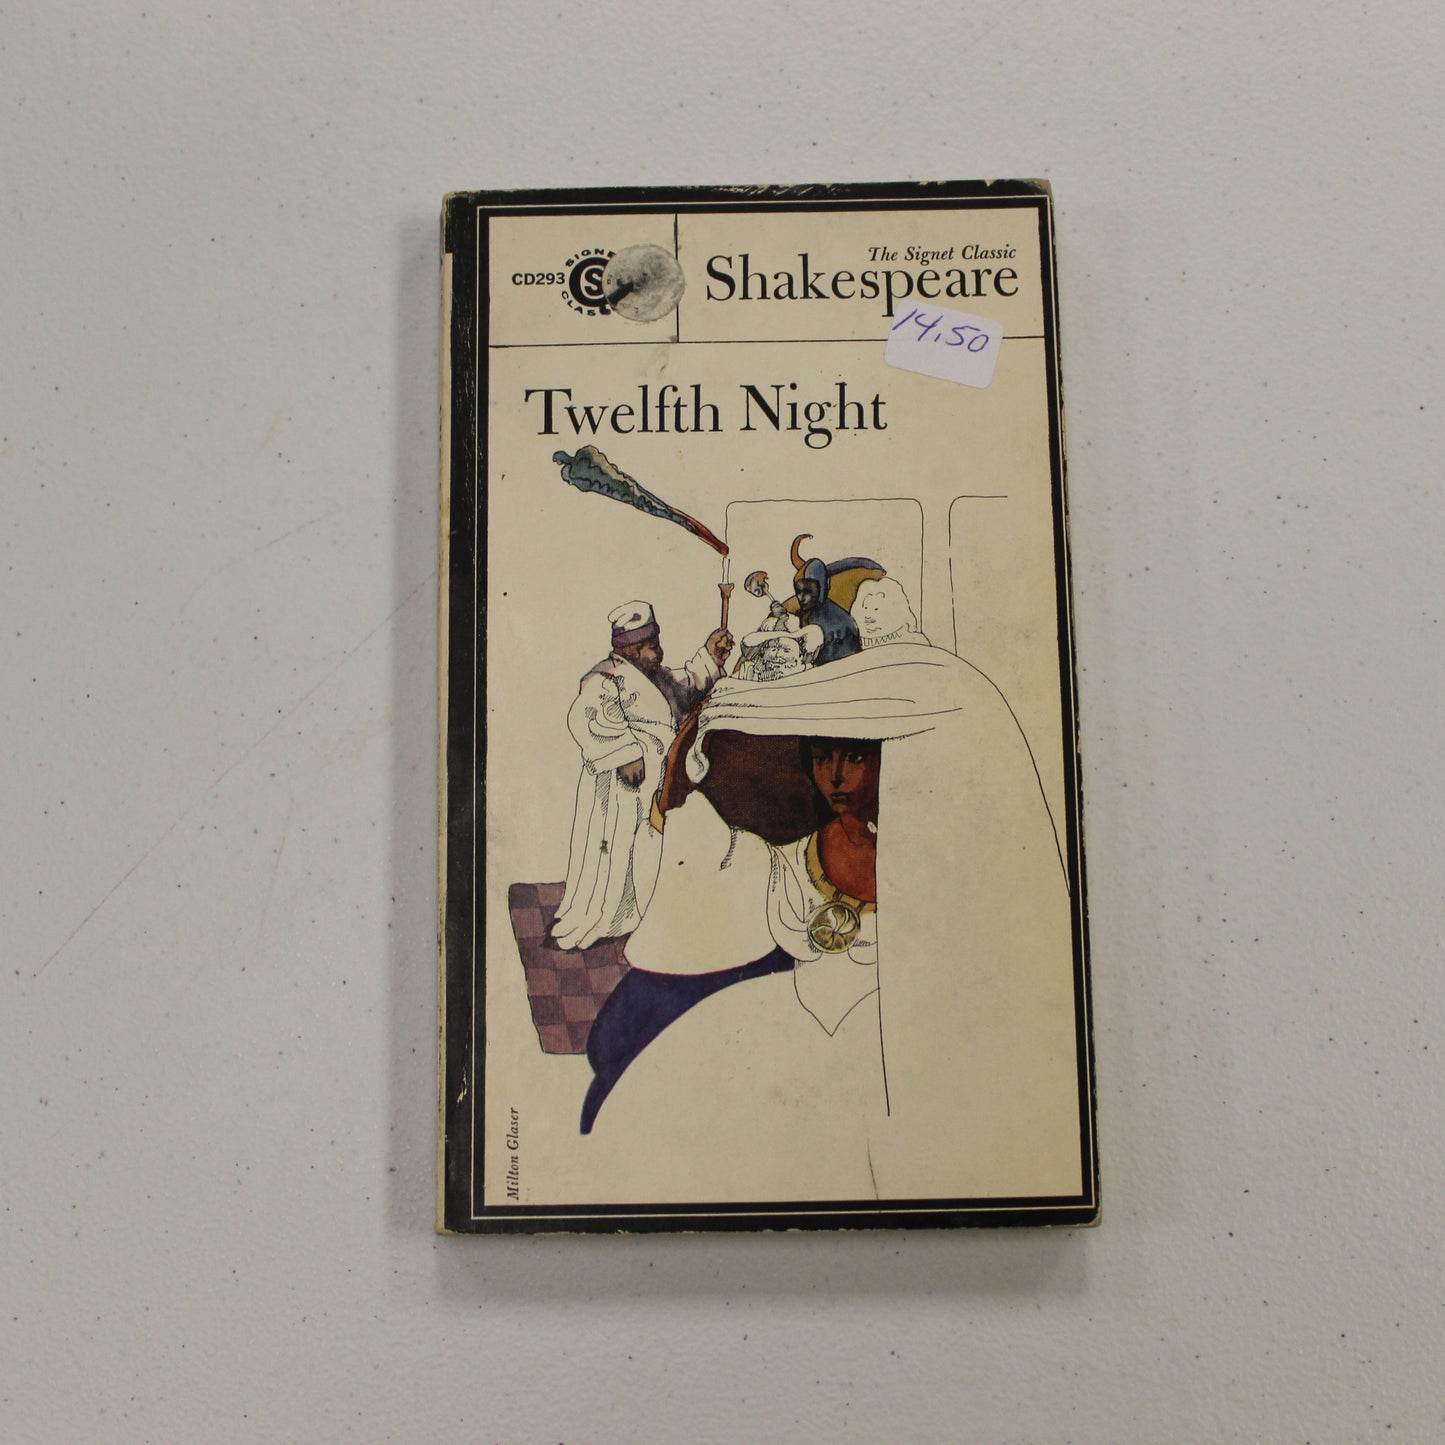 The Signet Classic
CD293
Shakespeare
14.50
Twelfth Night
Milton Glaser